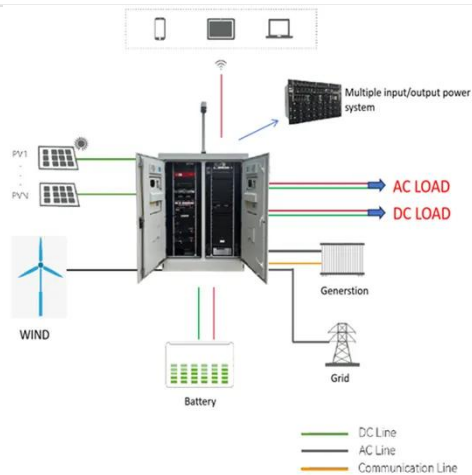 Multiple input/output power
system
PV1
PVN
AC LOAD
DC LOAD
WIND
Generstion
Grid
Battery
DC Line
AC Line
Communication Line